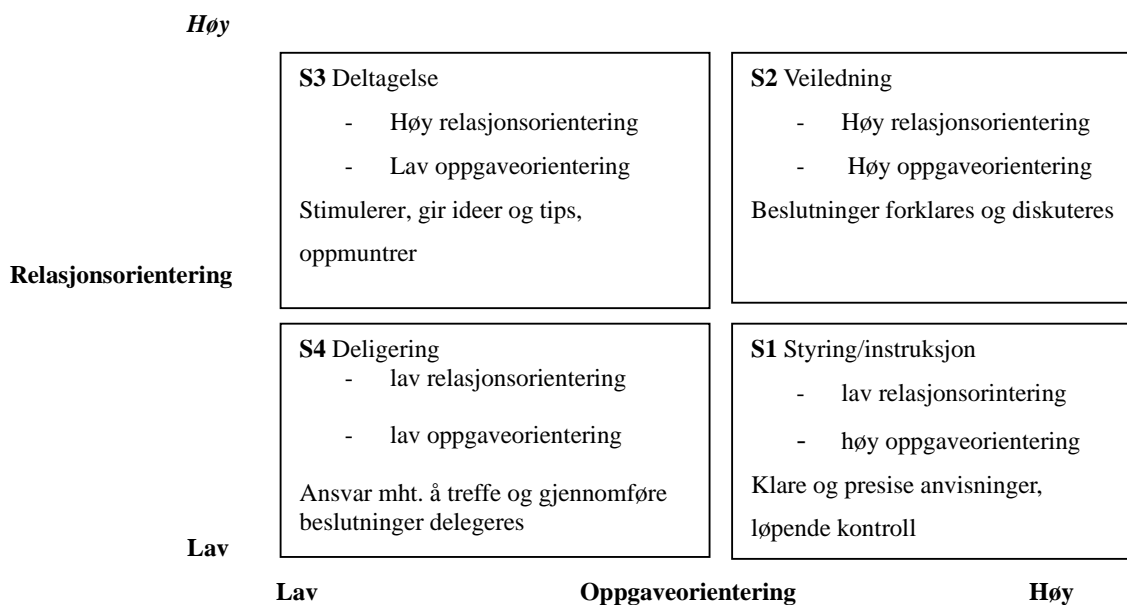 Høy
S3 Deltagelse
- Høy relasjonsorientering
- Lav oppgaveorientering
Stimulerer, gir ideer og tips,
oppmuntrer
S2 Veiledning
- Høy relasjonsorientering
- Høy oppgaveorientering
Beslutninger forklares og diskuteres
Relasjonsorientering
S4 Deligering
- lav relasjonsorientering
- lav oppgaveorientering
Ansvar mht. å treffe og gjennomføre
beslutninger delegeres
S1 Styring/instruksjon
- lav relasjonsorintering
- høy oppgaveorientering
Klare og presise anvisninger,
løpende kontroll
Lav
Lav Oppgaveorientering Høy